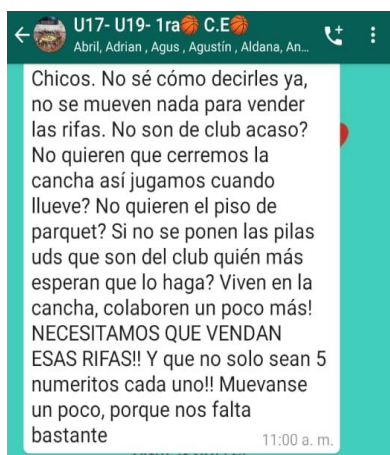 U17- U19- 1ra🏀 C.E🏀
Abril, Adrian , Agus , Agustín , Aldana, An...
Chicos. No sé cómo decirles ya,
no se mueven nada para vender
las rifas. No son de club acaso?
No quieren que cerremos la
cancha así jugamos cuando
llueve? No quieren el piso de
parquet? Si no se ponen las pilas
uds que son del club quién más
esperan que lo haga? Viven en la
cancha, colaboren un poco más!
NECESITAMOS QUE VENDAN
ESAS RIFAS!! Y que no solo sean 5
numeritos cada uno!! Muevanse
un poco, porque nos falta
bastante 11:00 a. m.